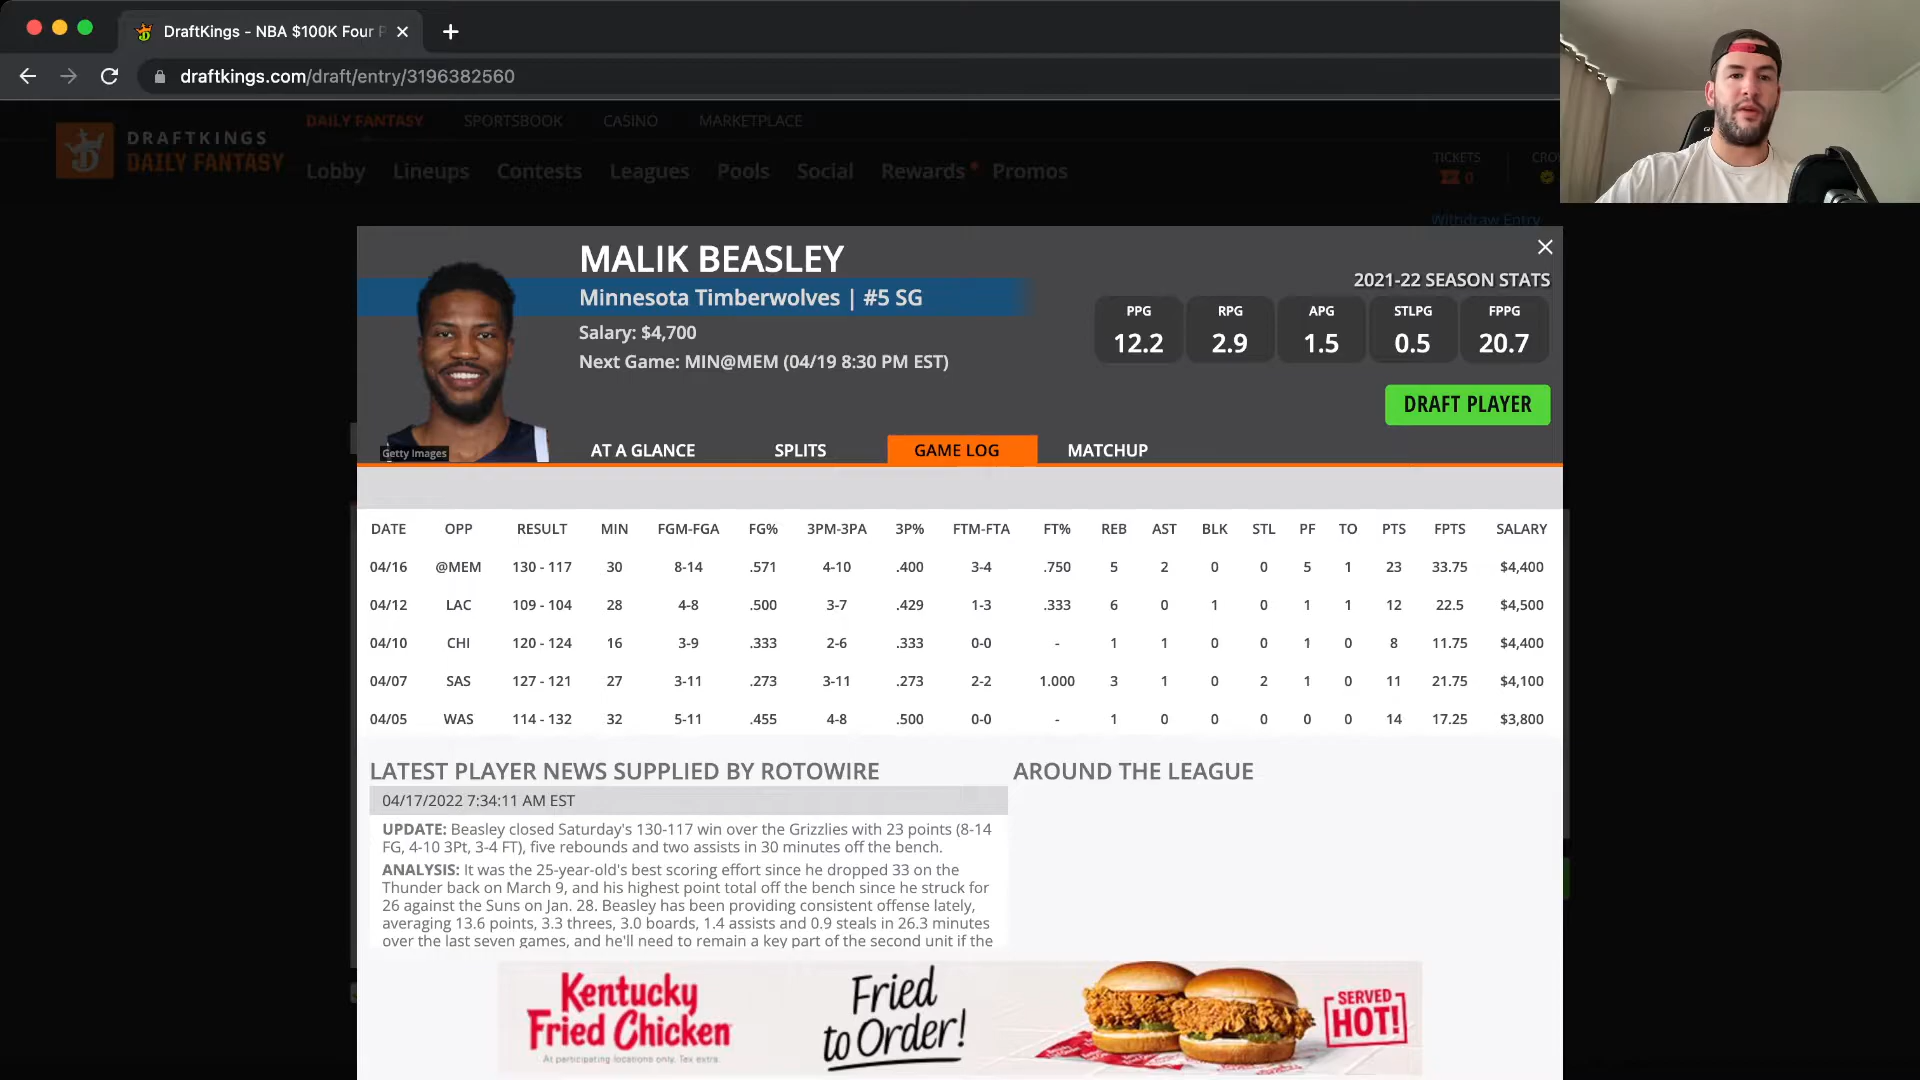 DraftKings - NBA $100K Four P
draftkings.com/draft/entry/3196382560
DRAFTKINGS
DAILY FANTASY
DAILY FANTASY SPORTSBOOK CASINO MARKETPLACE
Lobby Lineups Contests Leagues Pools Social Rewards Promos
TICKETS CRO
0
Withdraw Entry
MALIK BEASLEY
Minnesota Timberwolves | #5 SG
Salary: $4,700
Next Game: MIN@MEM (04/19 8:30 PM EST)
2021-22 SEASON STATS
PPG RPG APG STLPG FPPG
12.2 2.9 1.5 0.5 20.7
DRAFT PLAYER
Getty Images
AT A GLANCE SPLITS GAME LOG MATCHUP
DATE OPP RESULT MIN FGM-FGA FG% 3PM-3PA 3P% FTM-FTA FT% REB AST BLK STL PF TO PTS FPTS SALARY
04/16 @MEM 130 - 117 30 8-14 .571 4-10 .400 3-4 .750 5 2 0 0 5 1 23 33.75 $4,400
04/12 LAC 109 - 104 28 4-8 .500 3-7 .429 1-3 .333 6 0 1 0 1 1 12 22.5 $4,500
04/10 CHI 120 - 124 16 3-9 .333 2-6 .333 0-0 - 1 1 0 0 1 0 8 11.75 $4,400
04/07 SAS 127 - 121 27 3-11 .273 3-11 .273 2-2 1.000 3 1 0 2 1 0 11 21.75 $4,100
04/05 WAS 114 - 132 32 5-11 .455 4-8 .500 0-0 - 1 0 0 0 0 0 14 17.25 $3,800
LATEST PLAYER NEWS SUPPLIED BY ROTOWIRE
04/17/2022 7:34:11 AM EST
UPDATE: Beasley closed Saturday's 130-117 win over the Grizzlies with 23 points (8-14
FG, 4-10 3Pt, 3-4 FT), five rebounds and two assists in 30 minutes off the bench.
ANALYSIS: It was the 25-year-old's best scoring effort since he dropped 33 on the
Thunder back on March 9, and his highest point total off the bench since he struck for
26 against the Suns on Jan. 28. Beasley has been providing consistent offense lately,
averaging 13.6 points, 3.3 threes, 3.0 boards, 1.4 assists and 0.9 steals in 26.3 minutes
over the last seven games, and he'll need to remain a key part of the second unit if the
AROUND THE LEAGUE
Kentucky
Fried Chicken
At participating locations only. Tax extra.
Fried
to Order!
SERVED
HOT!